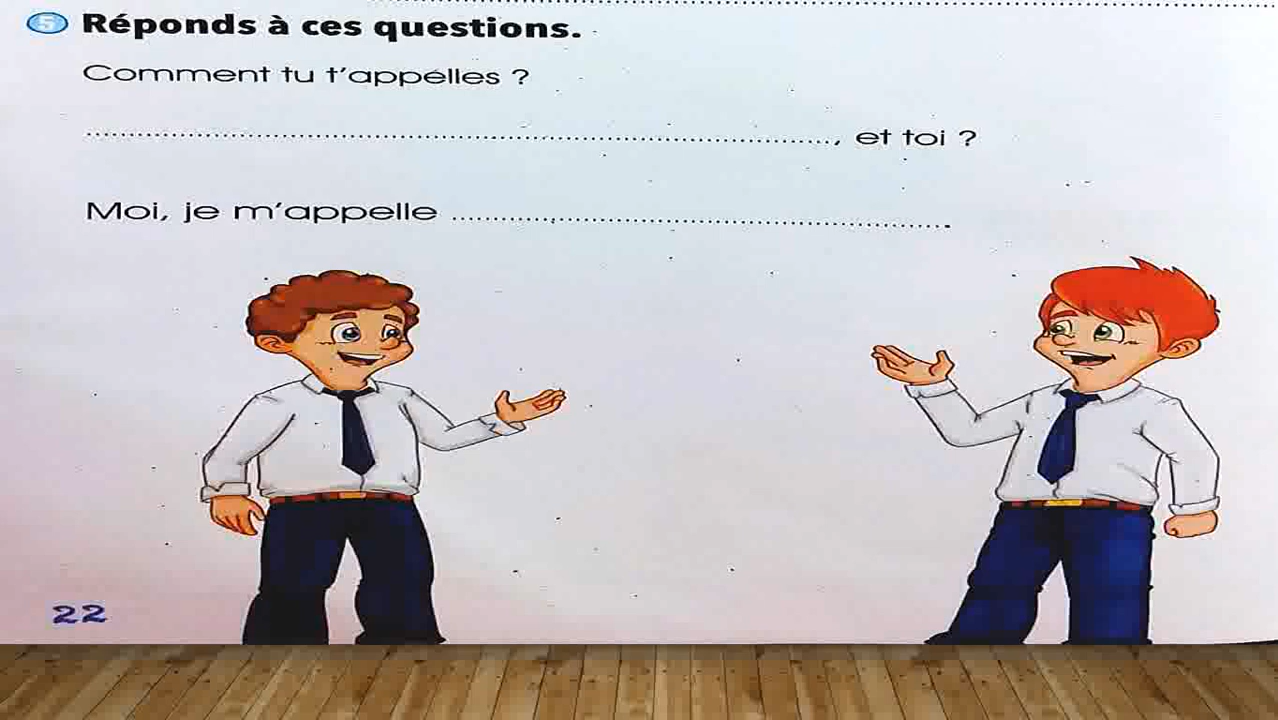 5 Réponds à ces questions.
Comment tu t'appelles ?
......................................................................................, et toi ?
Moi, je m'appelle ..........................................................
22